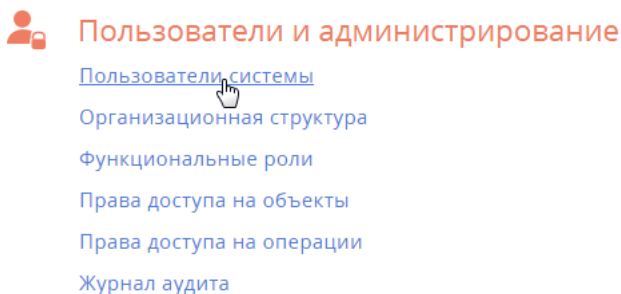 Пользователи и администрирование
Пользователи системы
Организационная структура
Функциональные роли
Права доступа на объекты
Права доступа на операции
Журнал аудита